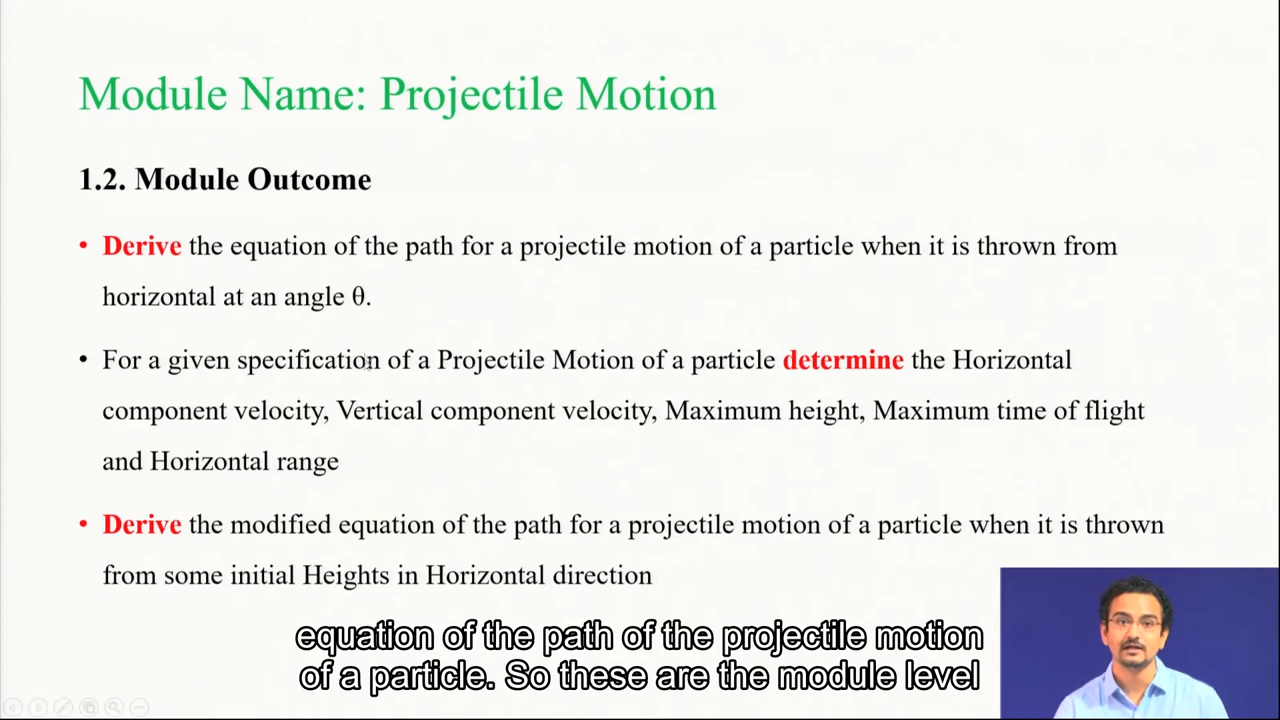 Module Name: Projectile Motion
1.2. Module Outcome
• Derive the equation of the path for a projectile motion of a particle when it is thrown from
horizontal at an angle θ.
• For a given specification of a Projectile Motion of a particle determine the Horizontal
component velocity, Vertical component velocity, Maximum height, Maximum time of flight
and Horizontal range
• Derive the modified equation of the path for a projectile motion of a particle when it is thrown
from some initial Heights in Horizontal direction
equation of the path of the projectile motion
of a particle. So these are the module level